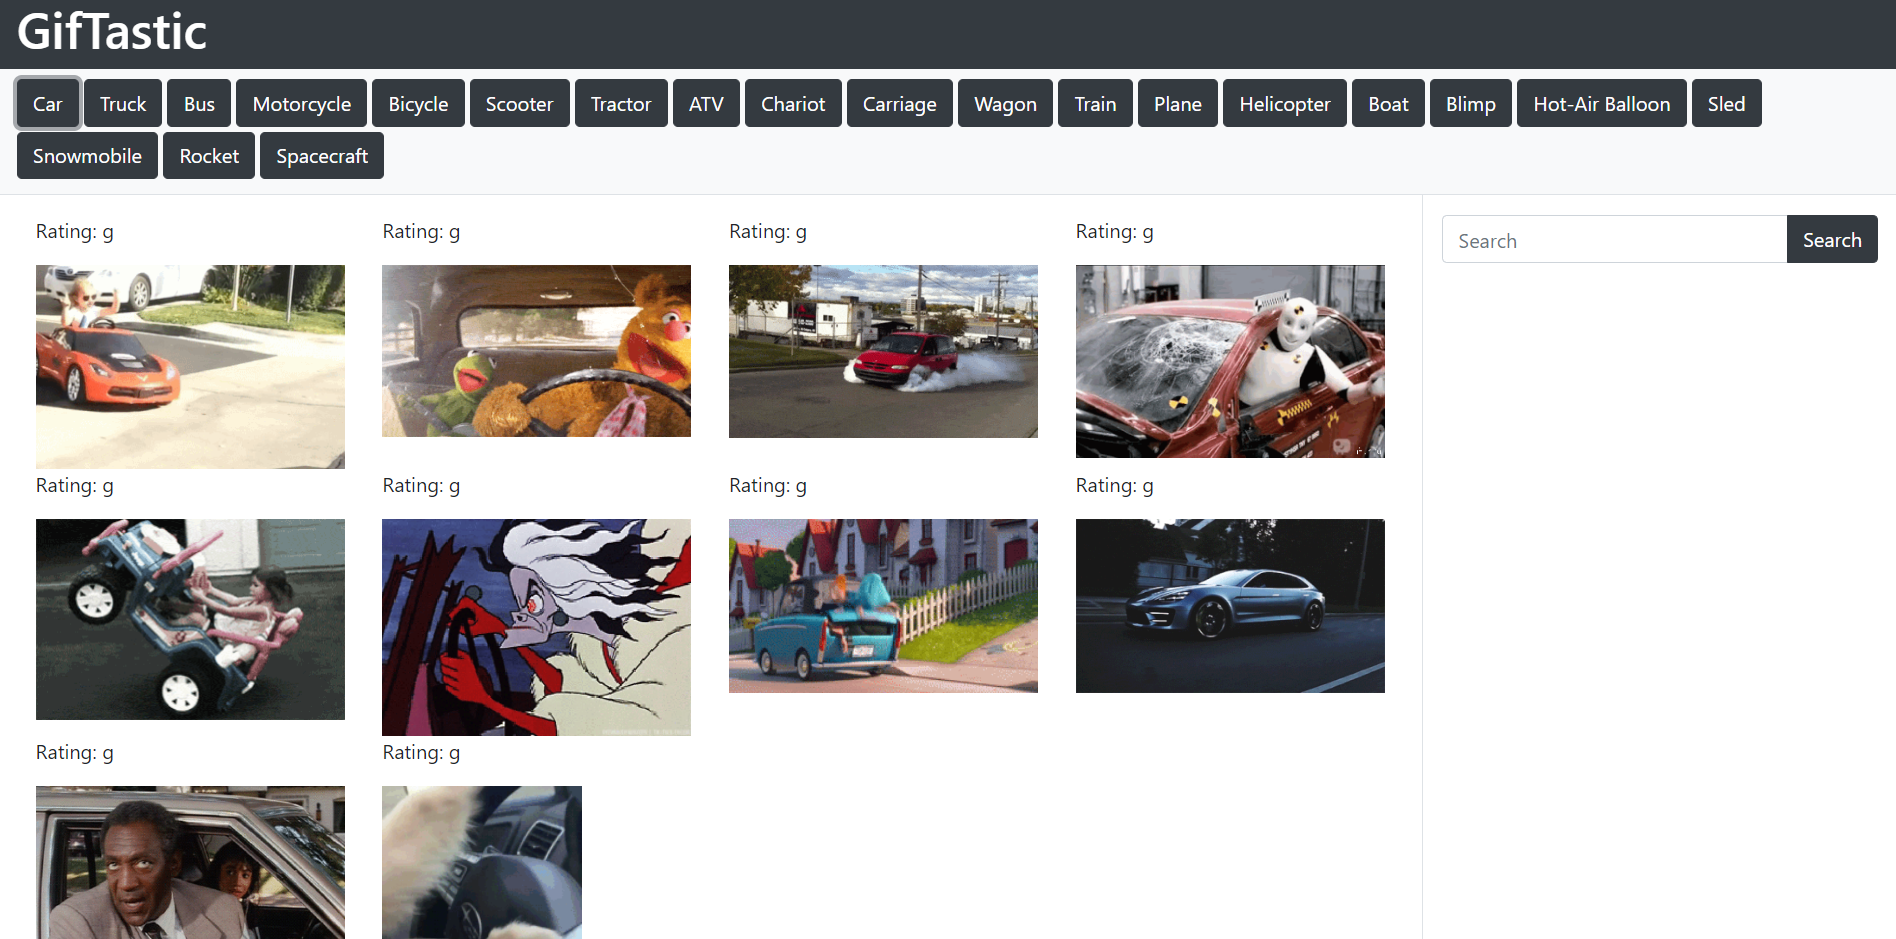 GifTastic
Car Truck Bus Motorcycle Bicycle Scooter Tractor ATV Chariot Carriage Wagon Train Plane Helicopter Boat Blimp Hot-Air Balloon Sled
Snowmobile Rocket Spacecraft
Rating: g Rating: g Rating: g Rating: g
Search Search
Rating: g Rating: g Rating: g Rating: g
Rating: g Rating: g